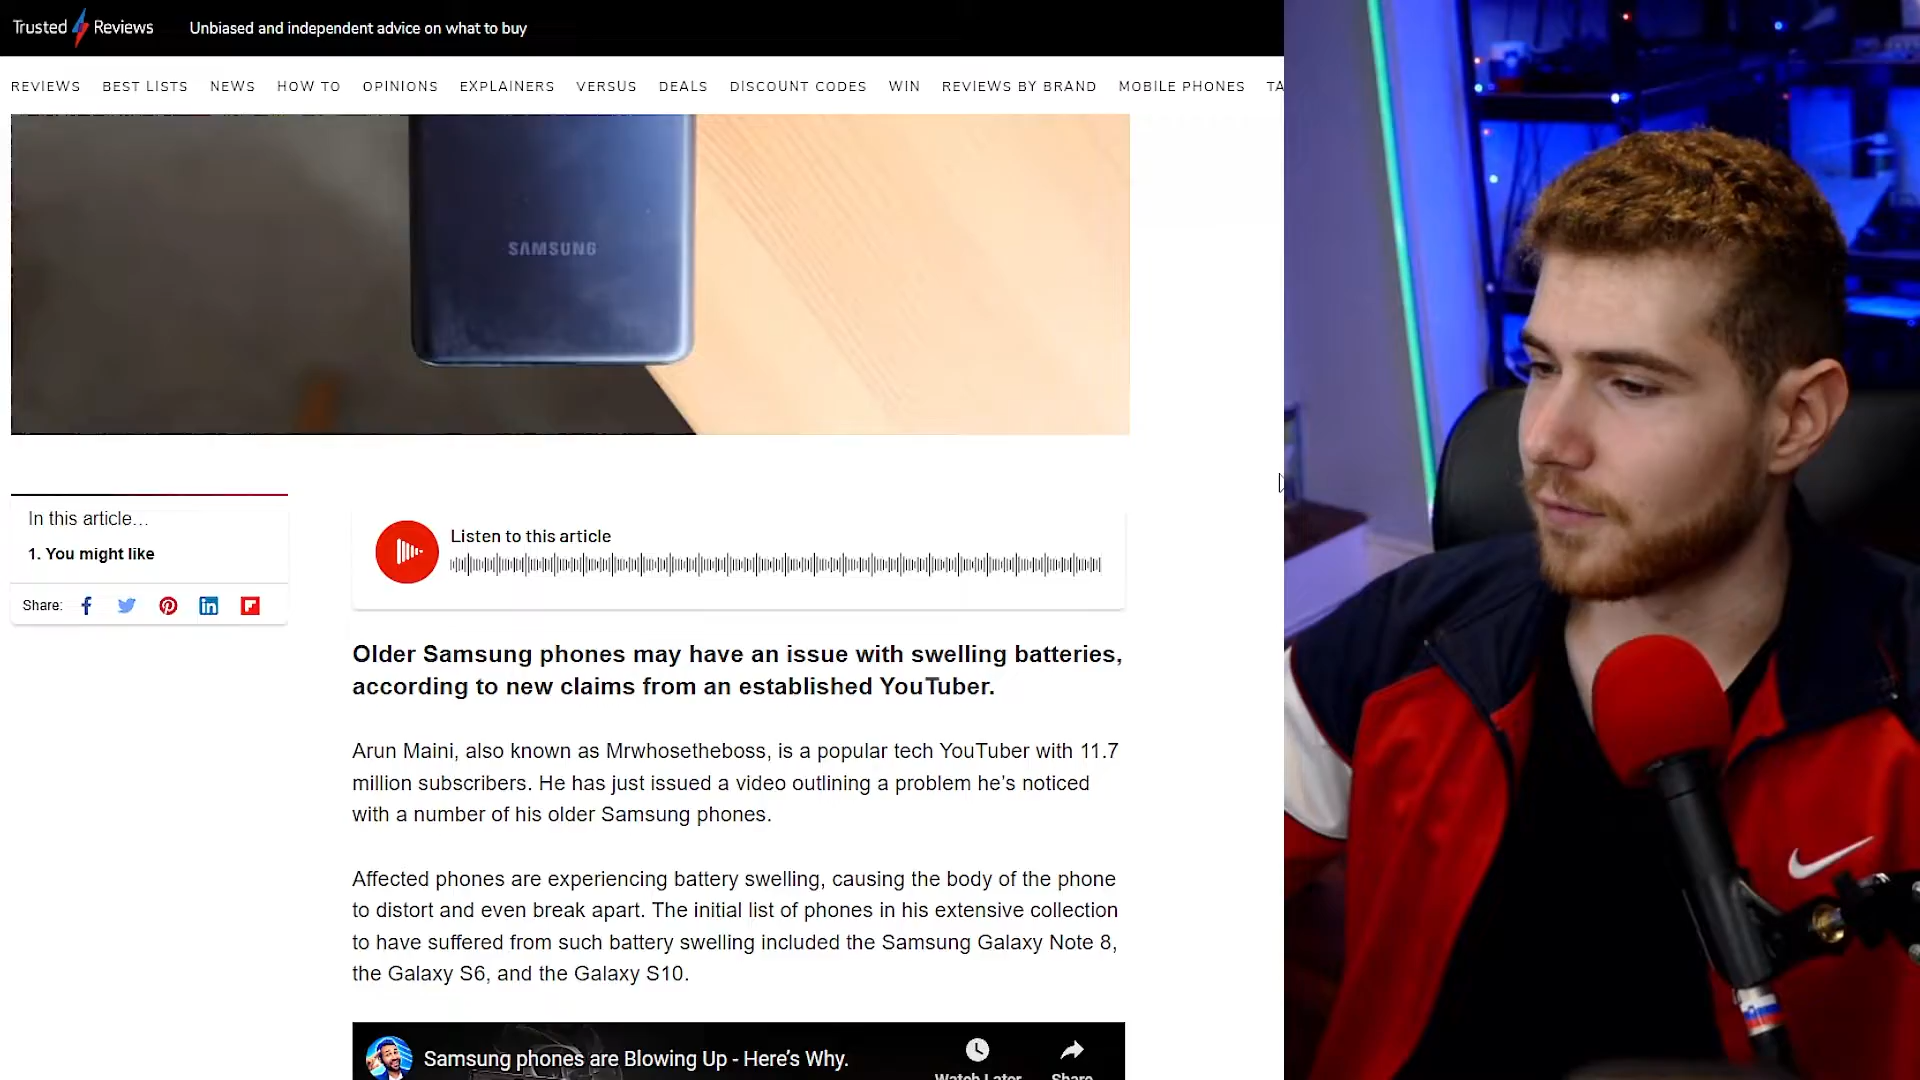 Trusted Reviews
Unbiased and independent advice on what to buy
REVIEWS BEST LISTS NEWS HOW TO OPINIONS EXPLAINERS VERSUS DEALS DISCOUNT CODES WIN REVIEWS BY BRAND MOBILE PHONES TA
SAMSUNG
In this article...
1. You might like
Share:
Listen to this article
Older Samsung phones may have an issue with swelling batteries,
according to new claims from an established YouTuber.
Arun Maini, also known as Mrwhosetheboss, is a popular tech YouTuber with 11.7
million subscribers. He has just issued a video outlining a problem he's noticed
with a number of his older Samsung phones.
Affected phones are experiencing battery swelling, causing the body of the phone
to distort and even break apart. The initial list of phones in his extensive collection
to have suffered from such battery swelling included the Samsung Galaxy Note 8,
the Galaxy S6, and the Galaxy S10.
Samsung phones are Blowing Up - Here's Why.
Watch Later
Share